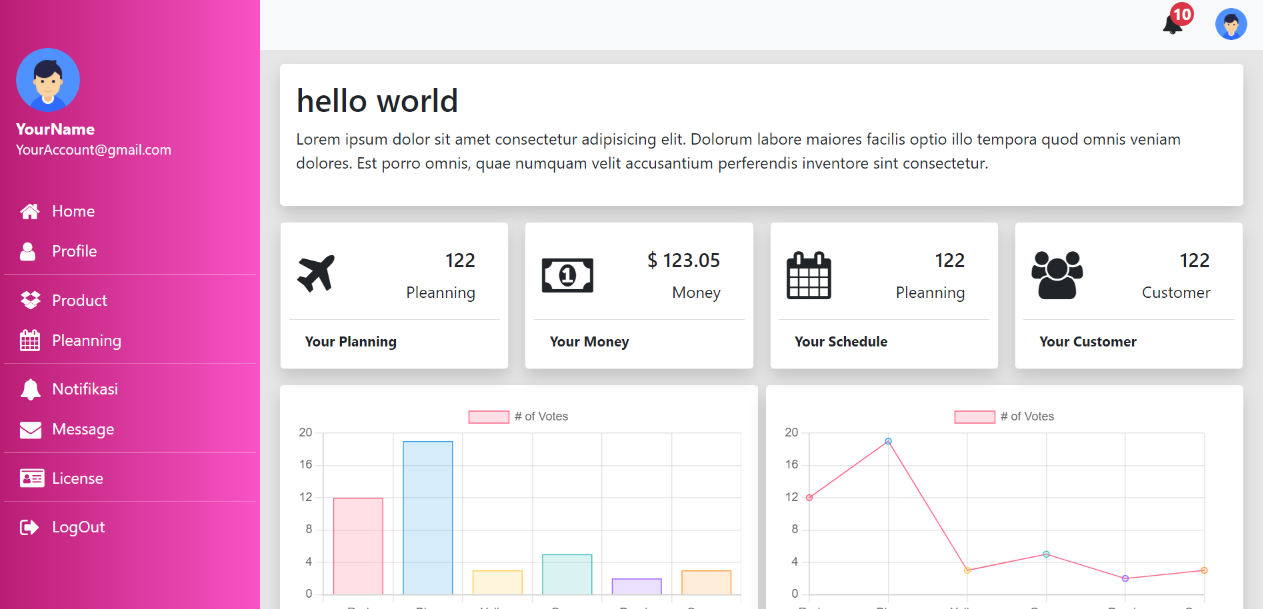 10
YourName
YourAccount@gmail.com
Home
Profile
Product
Pleanning
Notifikasi
Message
License
LogOut
hello world
Lorem ipsum dolor sit amet consectetur adipisicing elit. Dolorum labore maiores facilis optio illo tempora quod omnis veniam
dolores. Est porro omnis, quae numquam velit accusantium perferendis inventore sint consectetur.
122
Pleanning
Your Planning
$ 123.05
Money
Your Money
122
Pleanning
Your Schedule
122
Customer
Your Customer
# of Votes
20
16
12
8
4
0
# of Votes
20
16
12
8
4
0